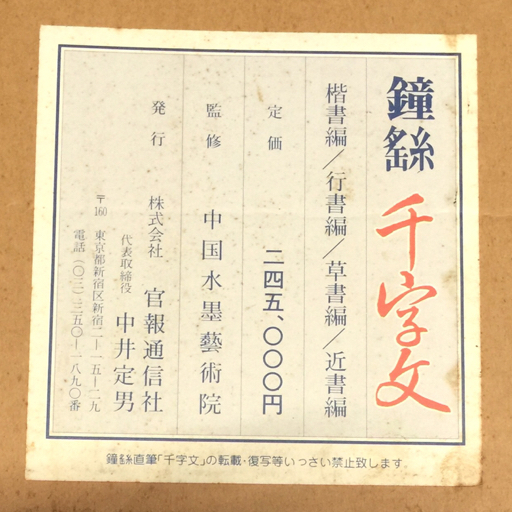 鐘繇 千字文
楷書編/行書編/草書編/近書編
定価 二四五、〇〇〇円
監修 中国水墨藝術院
発行 株式会社 官報通信社
代表取締役 中井定男
〒160 東京都新宿区新宿二ー一五ー二九
電話(〇三)三五〇ー一八九〇番
鐘繇直筆「千字文」の転載・復写等いっさい禁止致します。